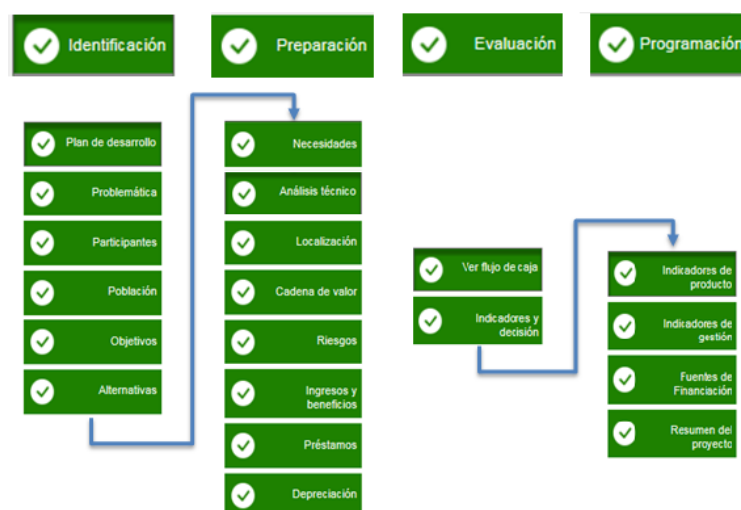 Identificación
Preparación
Evaluación
Programación
Plan de desarrollo
Problemática
Participantes
Población
Objetivos
Alternativas
Necesidades
Análisis técnico
Localización
Cadena de valor
Riesgos
Ingresos y
beneficios
Préstamos
Depreciación
Ver flujo de caja
Indicadores y
decisión
Indicadores de
producto
Indicadores de
gestión
Fuentes de
Financiación
Resumen del
proyecto